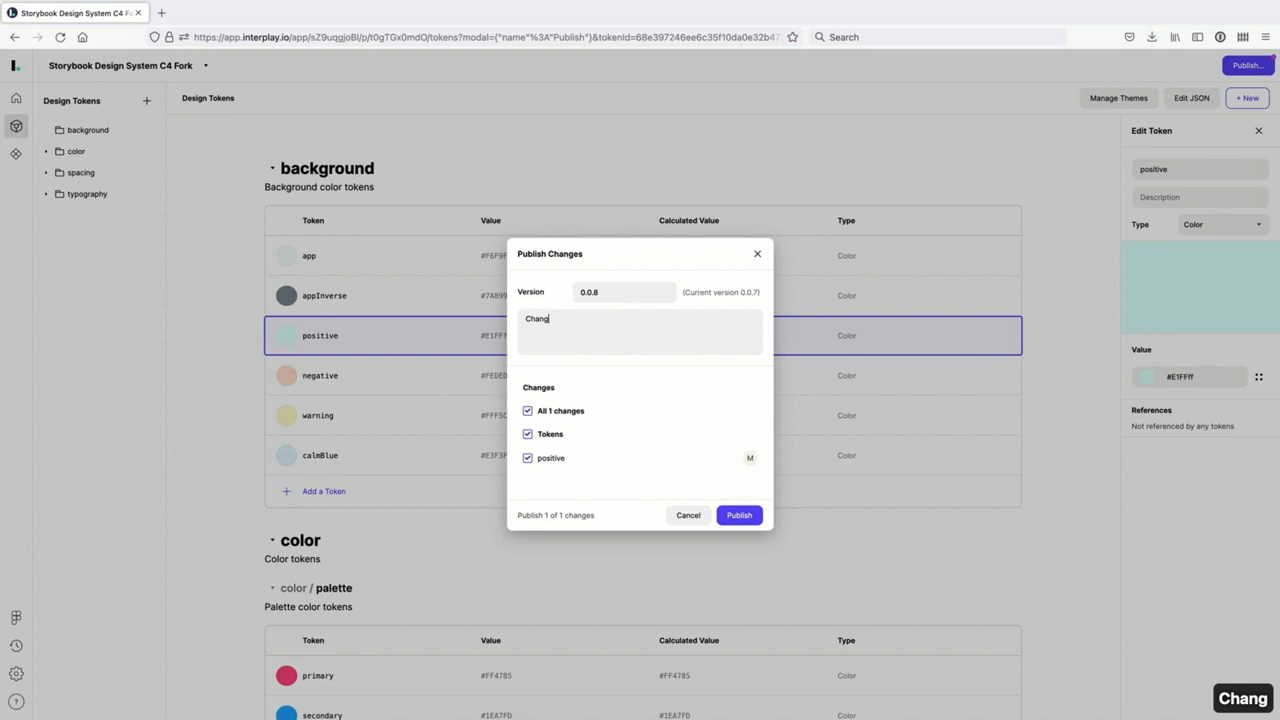 Storybook Design System C4 Fo
https://app.interplay.io/app/sZ9uqgjoBl/p/t0gTGx0mdO/tokens?modal={"name"%3A"Publish"}&tokenId=68e397246ee6c35f10da0e32b47
Search
Storybook Design System C4 Fork
Publish...
Design Tokens
Design Tokens
Manage Themes
Edit JSON
+ New
background
color
spacing
typography
background
Background color tokens
Token Value Calculated Value Type
app #F6F9F Color
appInverse #7A899 Color
positive #E1FFf Color
negative #FEDED Color
warning #FFF5C Color
calmBlue #E3F3F Color
Add a Token
color
Color tokens
color / palette
Palette color tokens
Token Value Calculated Value Type
primary #FF4785 #FF4785 Color
secondary #1EA7FD #1EA7FD Color
Publish Changes
Version 0.0.8 (Current version 0.0.7)
Chang
Changes
All 1 changes
Tokens
positive M
Publish 1 of 1 changes
Cancel
Publish
Edit Token
positive
Description
Type Color
Value
#E1FFff
References
Not referenced by any tokens
Chang